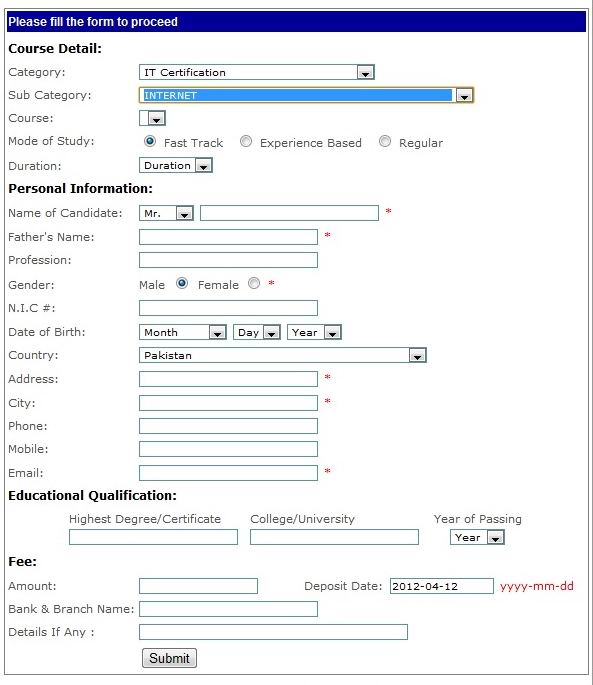 Please fill the form to proceed
Course Detail:
Category: IT Certification
Sub Category: INTERNET
Course:
Mode of Study: Fast Track Experience Based Regular
Duration: Duration
Personal Information:
Name of Candidate: Mr. *
Father's Name: *
Profession:
Gender: Male Female *
N.I.C #:
Date of Birth: Month Day Year
Country: Pakistan
Address: *
City: *
Phone:
Mobile:
Email: *
Educational Qualification:
Highest Degree/Certificate College/University Year of Passing
Year
Fee:
Amount: Deposit Date: 2012-04-12 yyyy-mm-dd
Bank & Branch Name:
Details If Any :
Submit